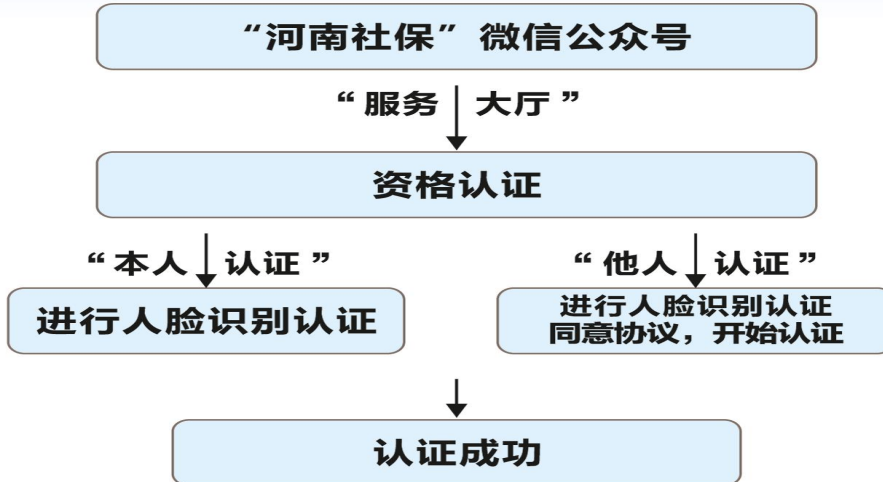 “河南社保”微信公众号
“服务 大厅”
资格认证
“本人 认证” “他人 认证”
进行人脸识别认证
进行人脸识别认证
同意协议，开始认证
认证成功